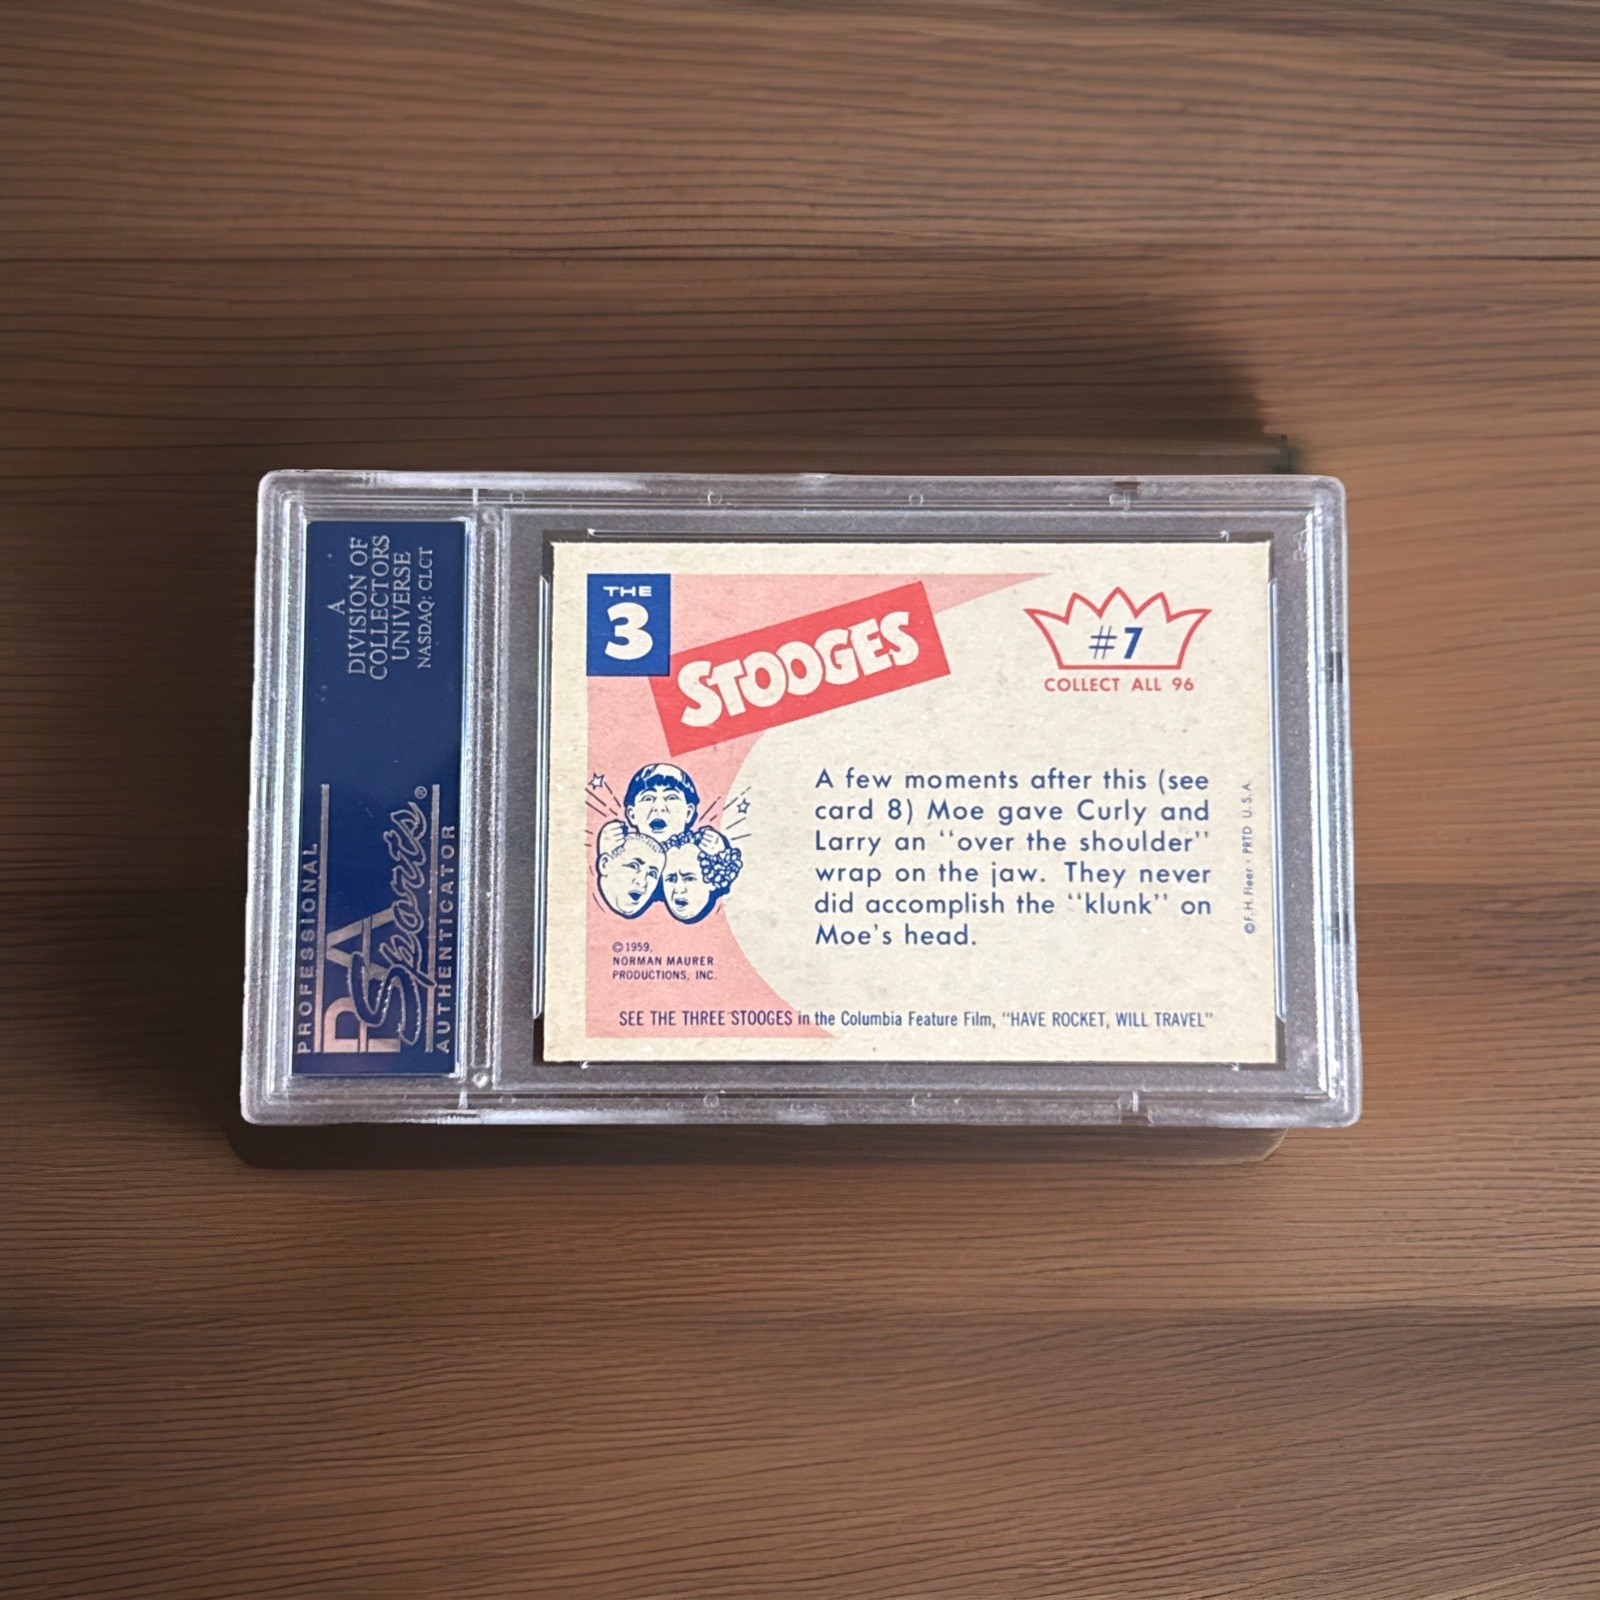 A
DIVISION OF
COLLECTORS
UNIVERSE
NASDAQ: CLCT
PROFESSIONAL
PSA
Sports®
AUTHENTICATOR
THE
3
STOOGES
#7
COLLECT ALL 96
A few moments after this (see
card 8) Moe gave Curly and
Larry an "over the shoulder"
wrap on the jaw. They never
did accomplish the "klunk" on
Moe's head.
© F. H. Fleer • PRTD U.S.A.
©1959,
NORMAN MAURER
PRODUCTIONS, INC.
SEE THE THREE STOOGES in the Columbia Feature Film, "HAVE ROCKET, WILL TRAVEL"